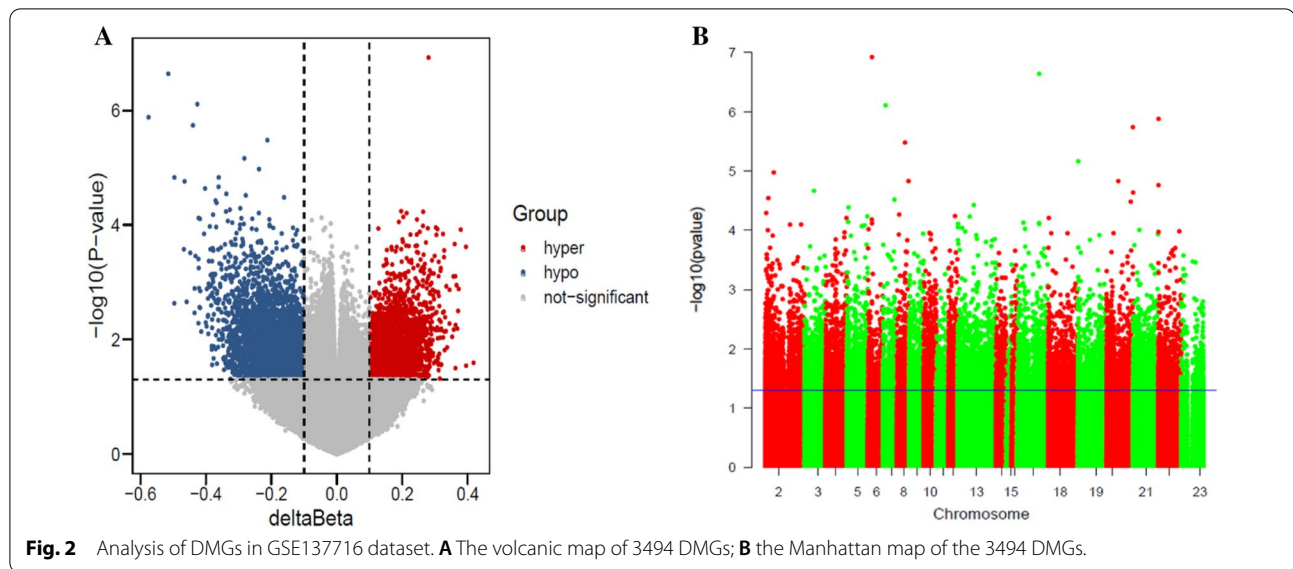 A
6
4
2
0
−log10(P−value)
−0.6 −0.4 −0.2 0.0 0.2 0.4
deltaBeta
Group
hyper
hypo
not−significant
B
7
6
5
4
3
2
1
0
−log10(pvalue)
2 3 5 6 8 10 13 15 18 19 21 23
Chromosome
Fig. 2 Analysis of DMGs in GSE137716 dataset. A The volcanic map of 3494 DMGs; B the Manhattan map of the 3494 DMGs.